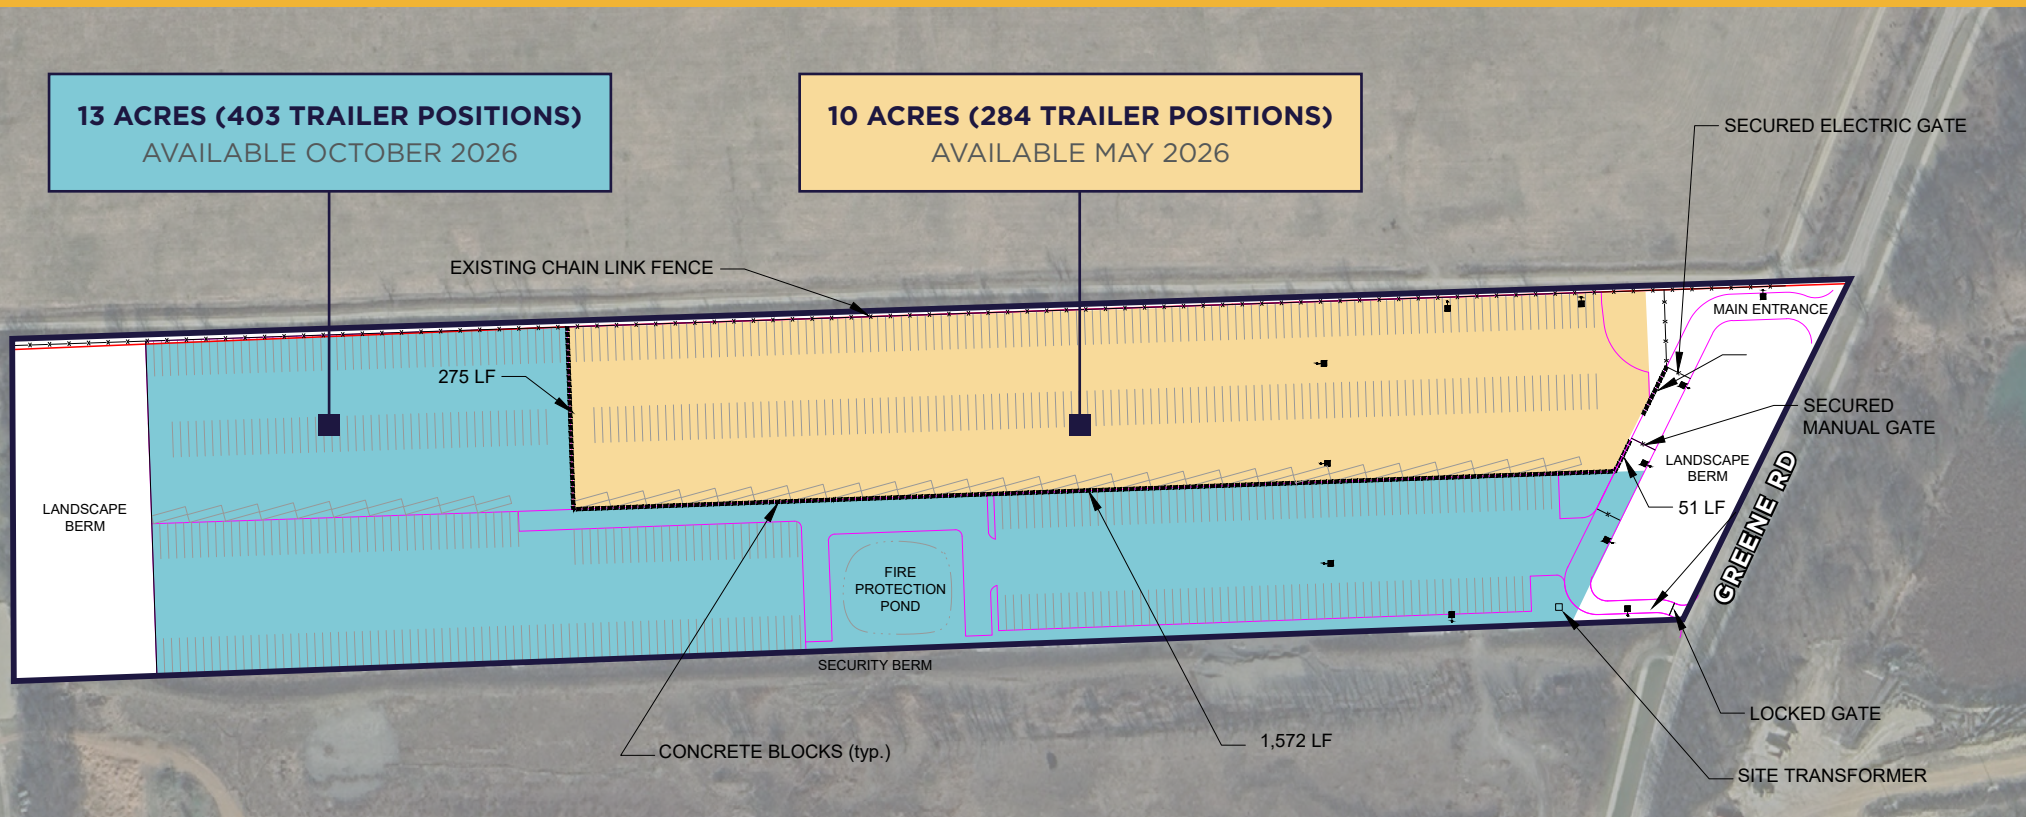 13 ACRES (403 TRAILER POSITIONS)
AVAILABLE OCTOBER 2026
10 ACRES (284 TRAILER POSITIONS)
AVAILABLE MAY 2026
SECURED ELECTRIC GATE
EXISTING CHAIN LINK FENCE
MAIN ENTRANCE
275 LF
SECURED
MANUAL GATE
LANDSCAPE
BERM
LANDSCAPE
BERM
51 LF
GREENE RD
FIRE
PROTECTION
POND
SECURITY BERM
CONCRETE BLOCKS (typ.)
1,572 LF
LOCKED GATE
SITE TRANSFORMER